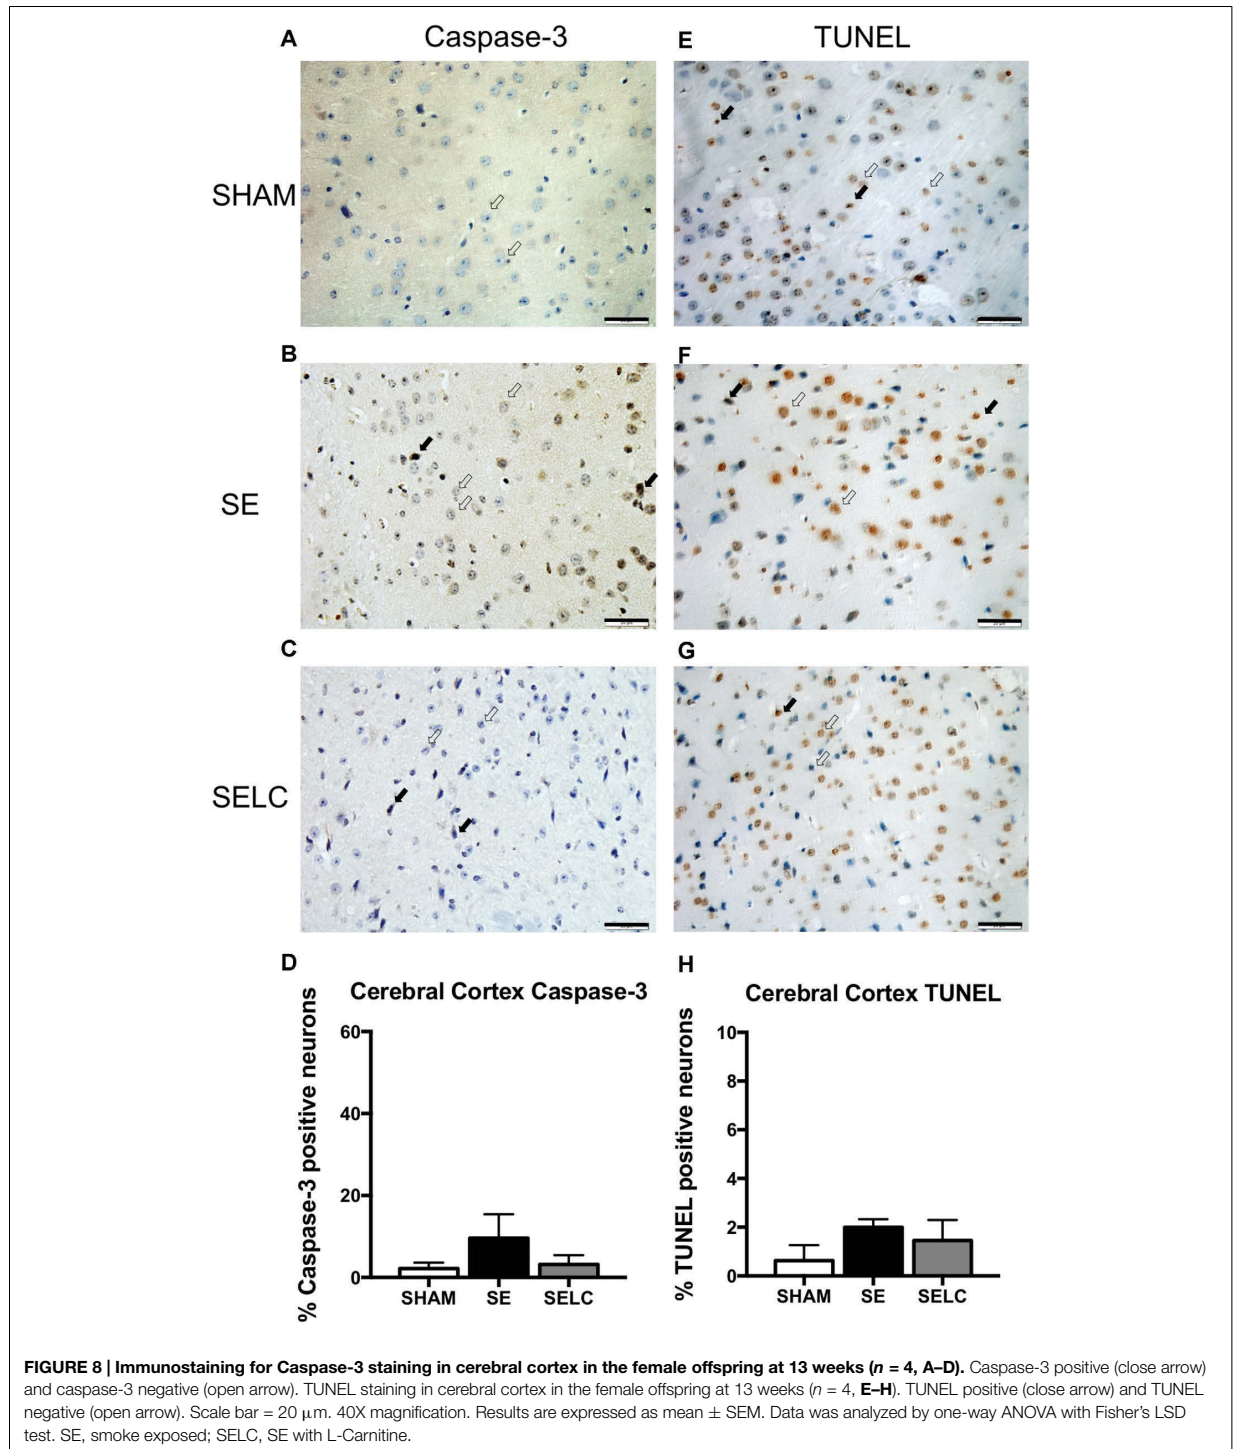 A
Caspase-3
E
TUNEL
SHAM
B
F
SE
C
G
SELC
D
Cerebral Cortex Caspase-3
% Caspase-3 positive neurons
60
40
20
0
SHAM SE SELC
H
Cerebral Cortex TUNEL
% TUNEL positive neurons
10
8
6
4
2
0
SHAM SE SELC
FIGURE 8 | Immunostaining for Caspase-3 staining in cerebral cortex in the female offspring at 13 weeks (n = 4, A–D). Caspase-3 positive (close arrow)
and caspase-3 negative (open arrow). TUNEL staining in cerebral cortex in the female offspring at 13 weeks (n = 4, E–H). TUNEL positive (close arrow) and TUNEL
negative (open arrow). Scale bar = 20 μm. 40X magnification. Results are expressed as mean ± SEM. Data was analyzed by one-way ANOVA with Fisher's LSD
test. SE, smoke exposed; SELC, SE with L-Carnitine.